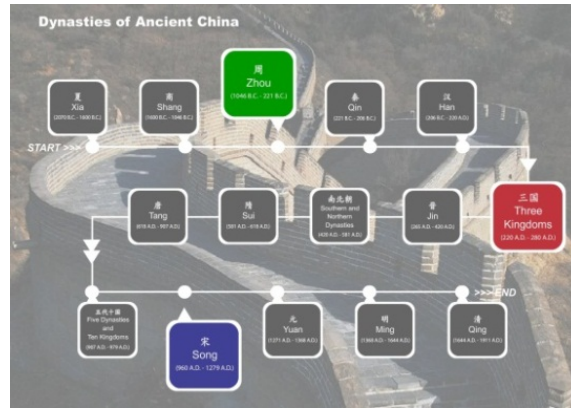 Dynasties of Ancient China
夏
Xia
(2070 B.C. - 1600 B.C.)
商
Shang
(1600 B.C. - 1046 B.C.)
周
Zhou
(1046 B.C. - 221 B.C.)
秦
Qin
(221 B.C. - 206 B.C.)
汉
Han
(206 B.C. - 220 A.D.)
START >>>
唐
Tang
(618 A.D. - 907 A.D.)
隋
Sui
(581 A.D. - 618 A.D.)
南北朝
Southern and
Northern
Dynasties
(420 A.D. - 581 A.D.)
晋
Jin
(265 A.D. - 420 A.D.)
三国
Three
Kingdoms
(220 A.D. - 280 A.D.)
>>> END
五代十国
Five Dynasties
and
Ten Kingdoms
(907 A.D. - 979 A.D.)
宋
Song
(960 A.D. - 1279 A.D.)
元
Yuan
(1271 A.D. - 1368 A.D.)
明
Ming
(1368 A.D. - 1644 A.D.)
清
Qing
(1644 A.D. - 1911 A.D.)